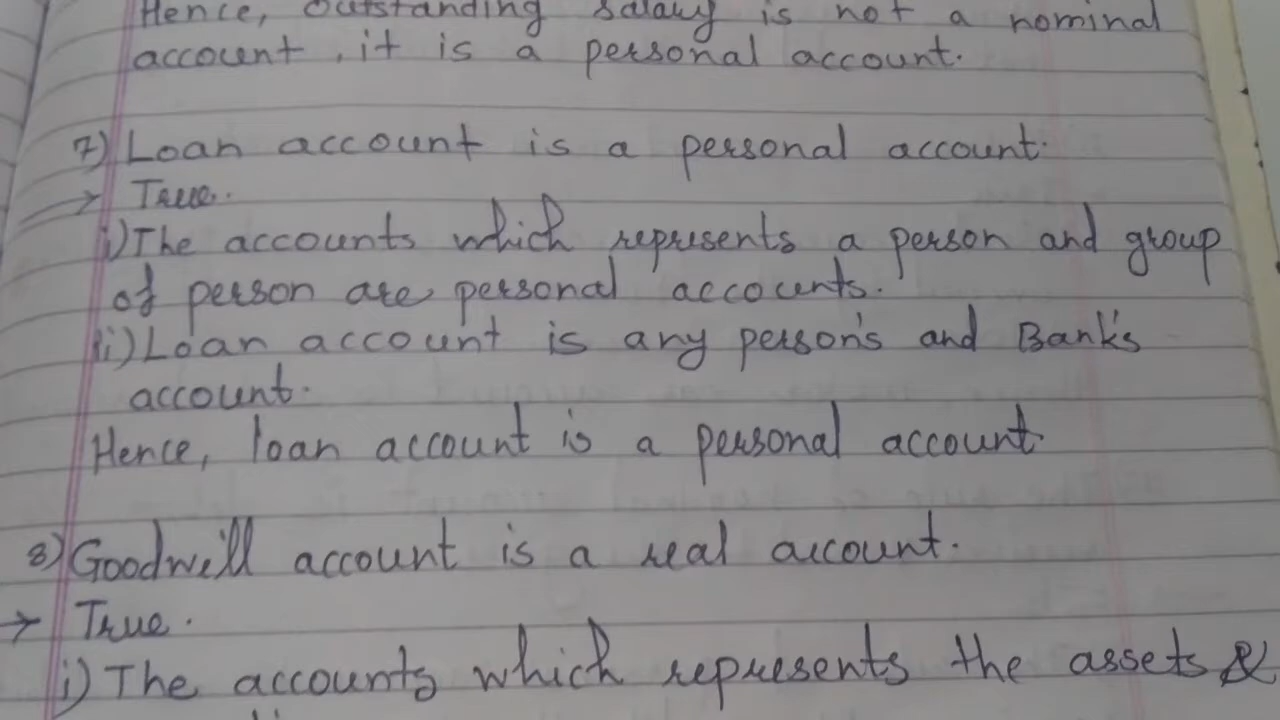 Hence, outstanding salary is not a nominal
account, it is a personal account.
7) Loan account is a personal account.
→ True.
i) The accounts which represents a person and group
of person are personal accounts.
ii) Loan account is any person's and Bank's
account.
Hence, loan account is a personal account.
8) Goodwill account is a real account.
→ True.
i) The accounts which represents the assets &